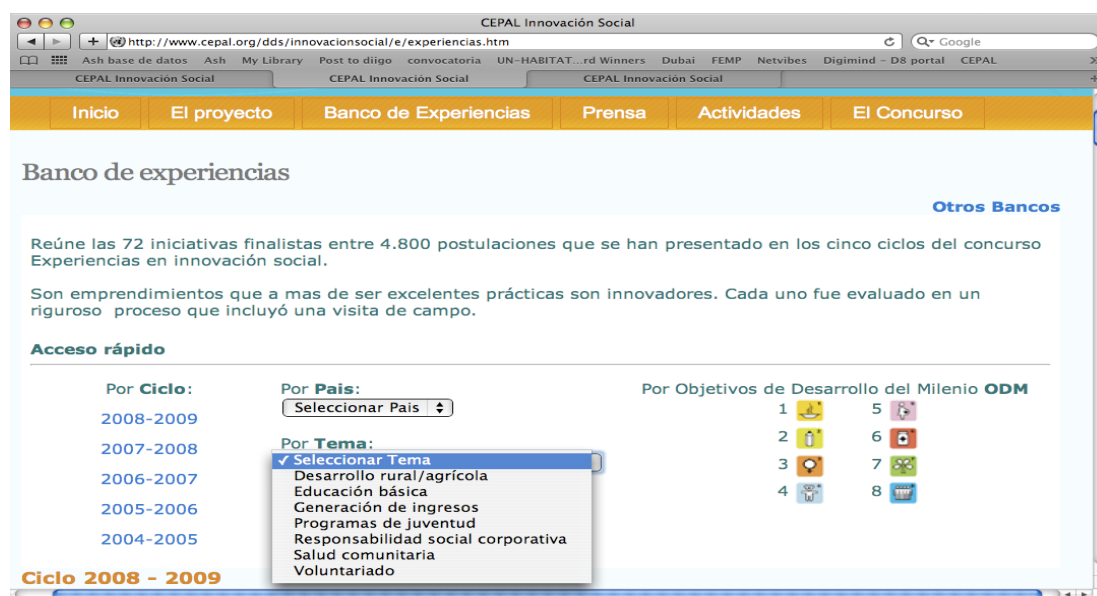 CEPAL Innovación Social
http://www.cepal.org/dds/innovacionsocial/e/experiencias.htm
Google
Ash base de datos Ash My Library Post to diigo convocatoria UN-HABITAT...rd Winners Dubai FEMP Netvibes Digimind - D8 portal CEPAL
CEPAL Innovación Social CEPAL Innovación Social CEPAL Innovación Social
Inicio El proyecto Banco de Experiencias Prensa Actividades El Concurso
Banco de experiencias
Otros Bancos
Reúne las 72 iniciativas finalistas entre 4.800 postulaciones que se han presentado en los cinco ciclos del concurso
Experiencias en innovación social.
Son emprendimientos que a mas de ser excelentes prácticas son innovadores. Cada uno fue evaluado en un
riguroso proceso que incluyó una visita de campo.
Acceso rápido
Por Ciclo:
2008-2009
2007-2008
2006-2007
2005-2006
2004-2005
Por Pais:
Seleccionar Pais
Por Tema:
Seleccionar Tema
Desarrollo rural/agrícola
Educación básica
Generación de ingresos
Programas de juventud
Responsabilidad social corporativa
Salud comunitaria
Voluntariado
Por Objetivos de Desarrollo del Milenio ODM
1 5
2 6
3 7
4 8
Ciclo 2008 - 2009